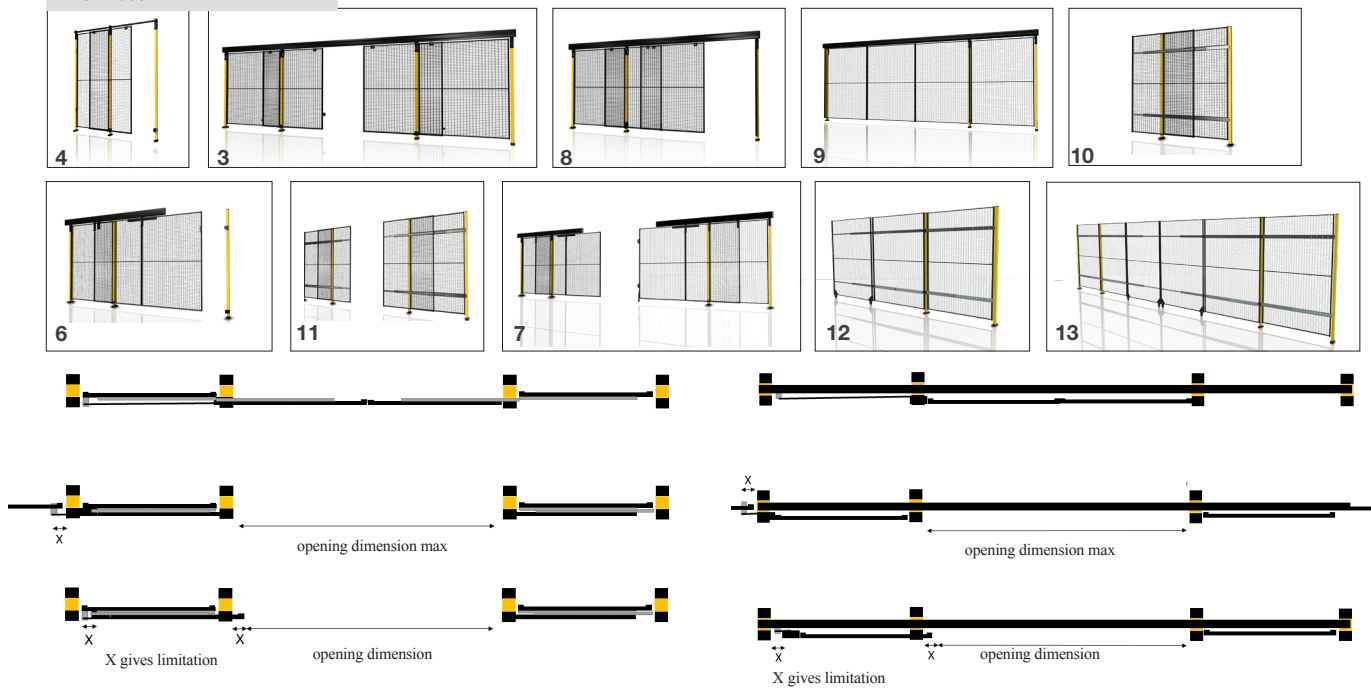 4
3
8
9
10
6
11
7
12
13
X
opening dimension max
X
X
opening dimension
X gives limitation
X
opening dimension max
X
X
opening dimension
X gives limitation